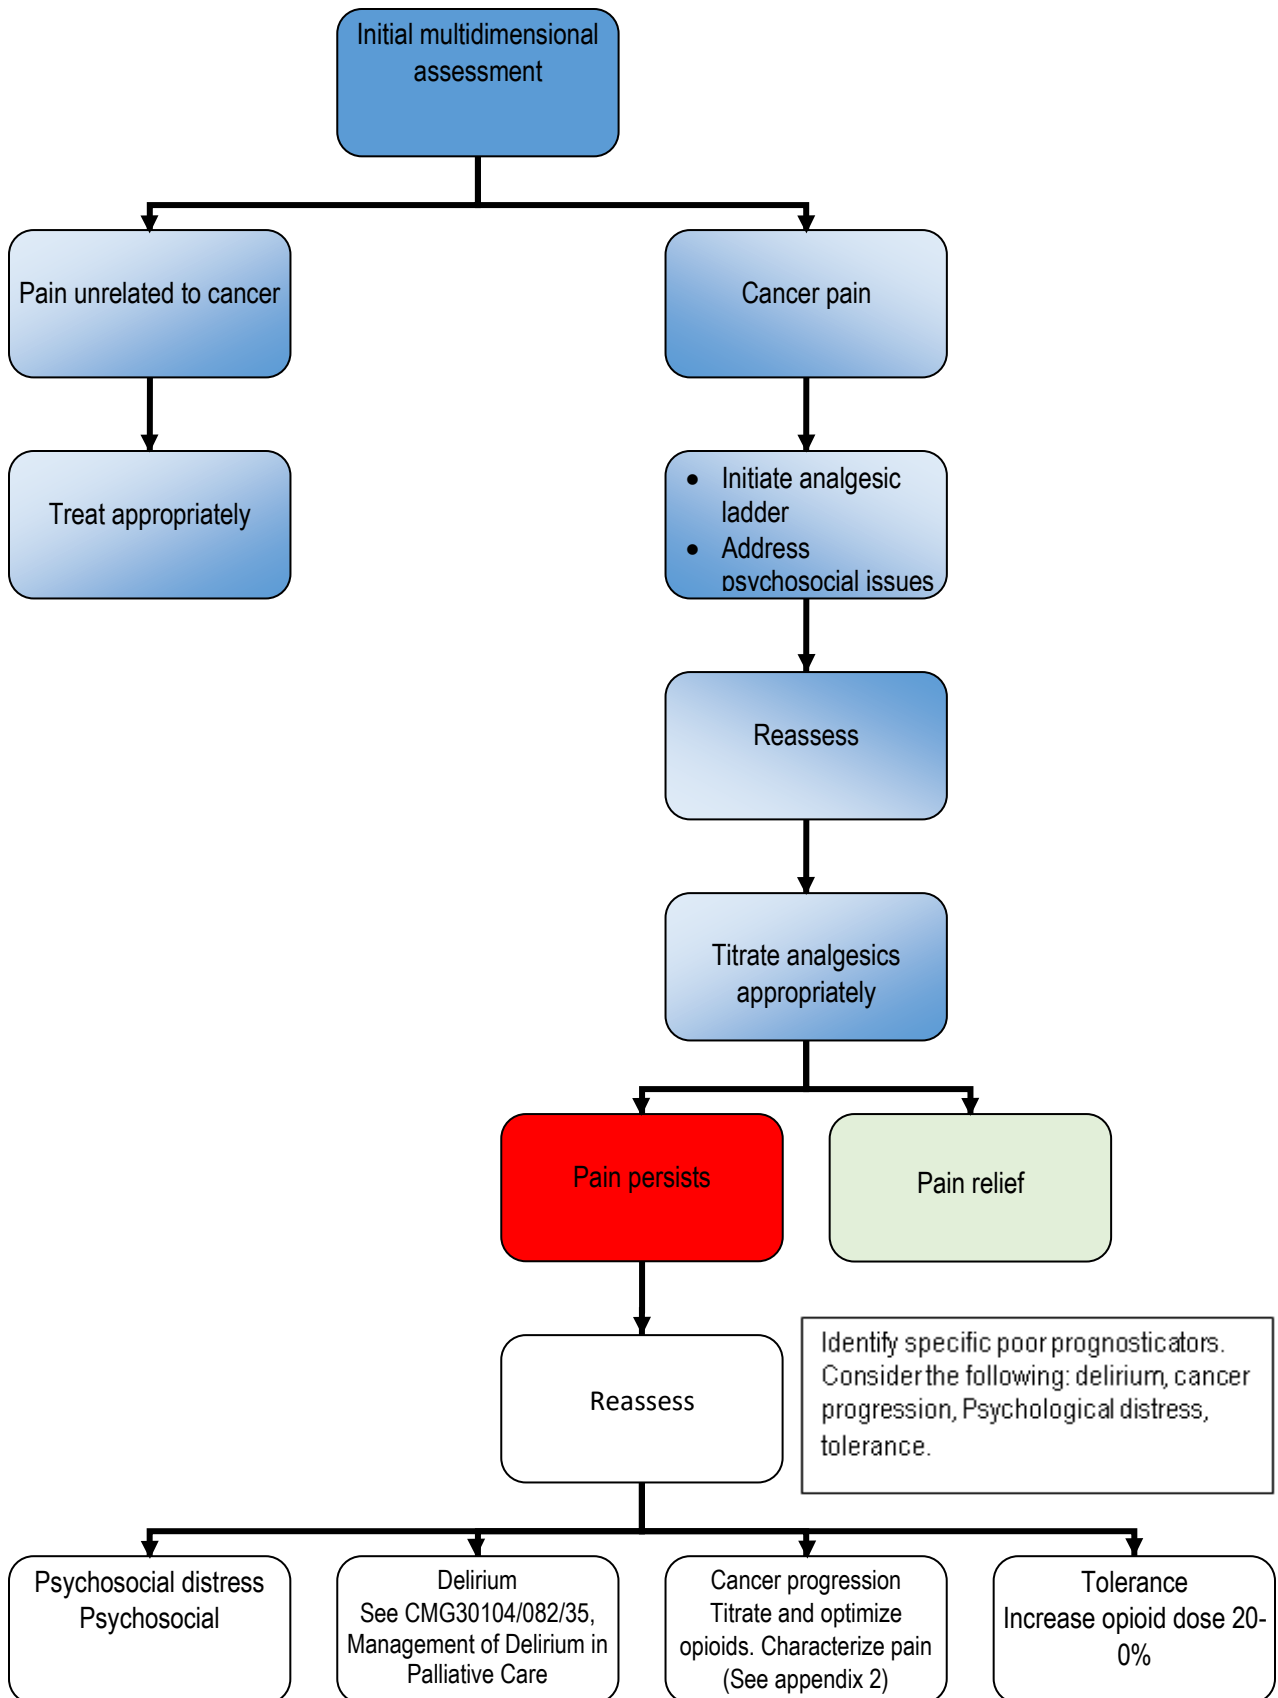 Initial multidimensional
assessment
Pain unrelated to cancer
Cancer pain
Treat appropriately
• Initiate analgesic
ladder
• Address
psychosocial issues
Reassess
Titrate analgesics
appropriately
Pain persists
Pain relief
Reassess
Identify specific poor prognosticators.
Consider the following: delirium, cancer
progression, Psychological distress,
tolerance.
Psychosocial distress
Psychosocial
Delirium
See CMG30104/082/35,
Management of Delirium in
Palliative Care
Cancer progression
Titrate and optimize
opioids. Characterize pain
(See appendix 2)
Tolerance
Increase opioid dose 20-
0%